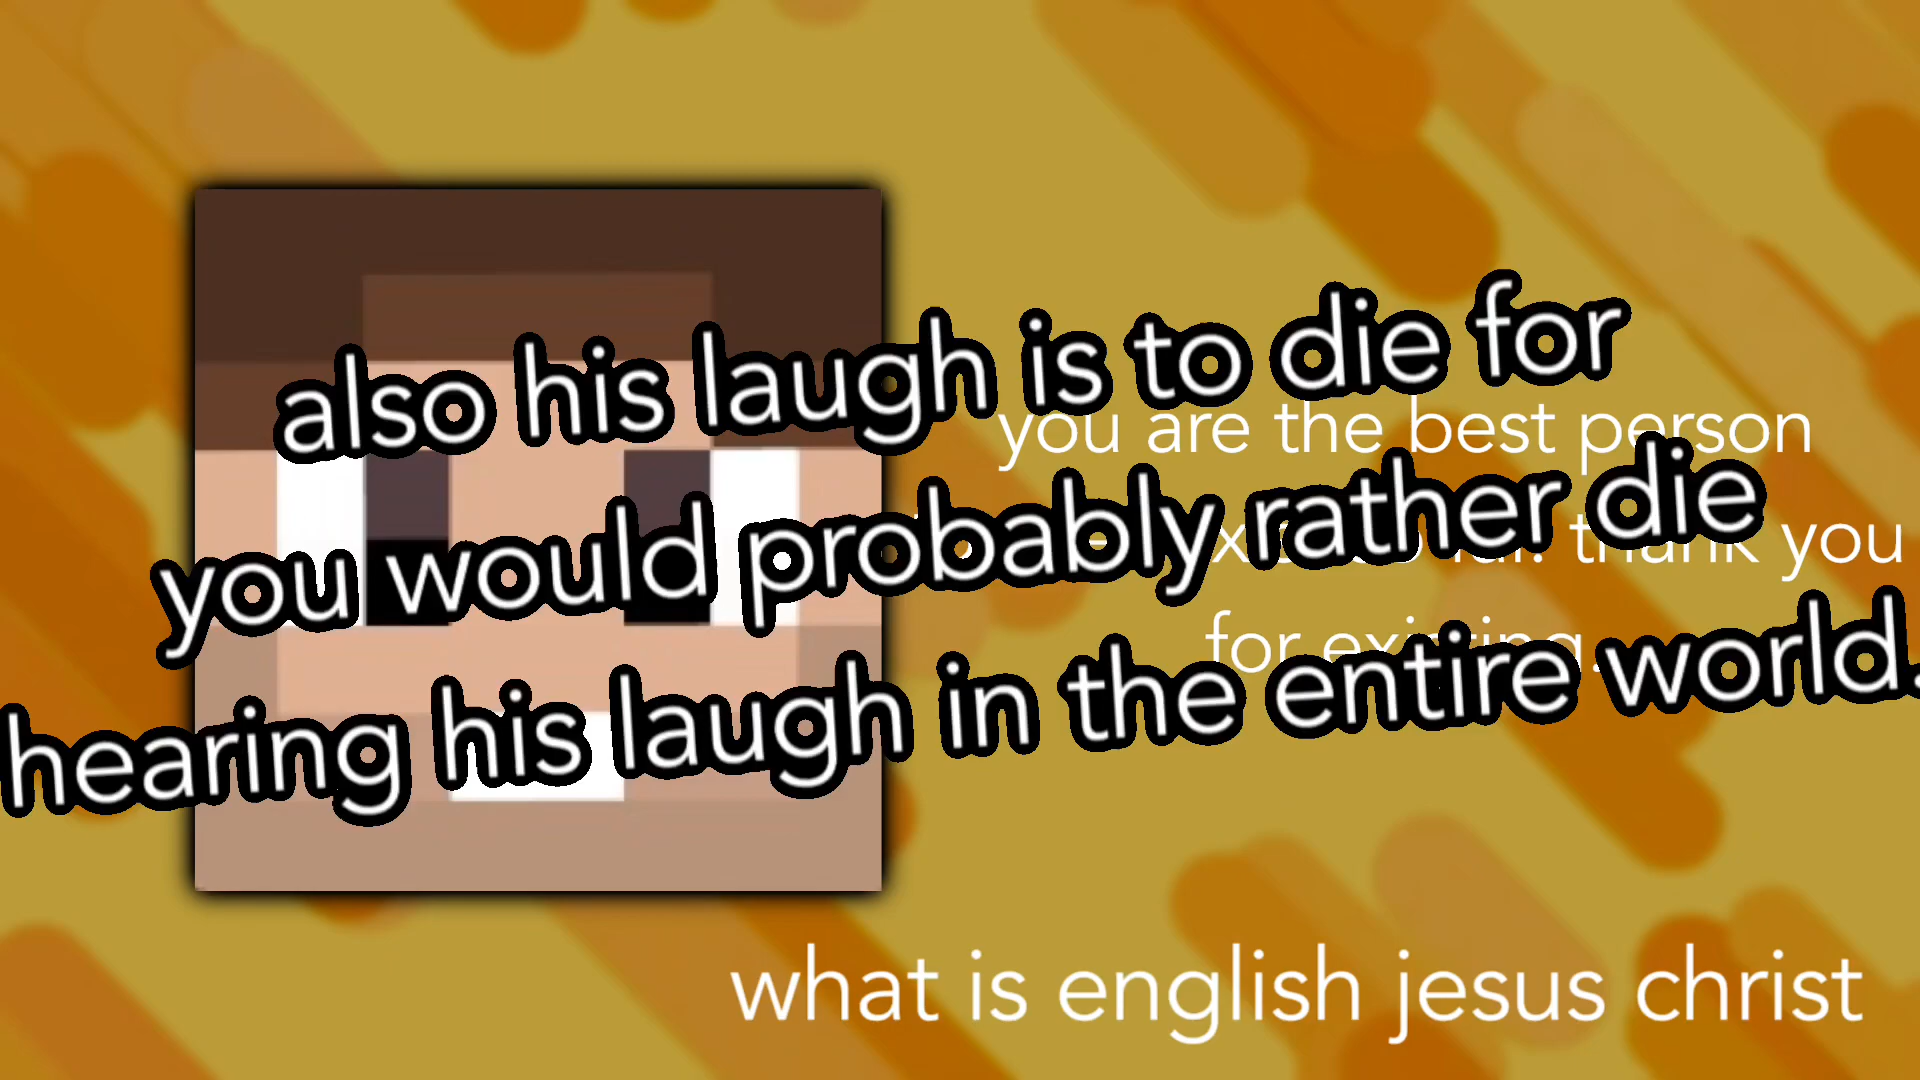 also his laugh is to die for
you would probably rather die
hearing his laugh in the entire world.
you are the best person
thank you
for existing.
what is english jesus christ